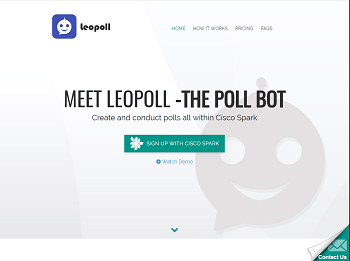 leopoll
HOME HOW IT WORKS PRICING FAQS
MEET LEOPOLL -THE POLL BOT
Create and conduct polls all within Cisco Spark
SIGN UP WITH CISCO SPARK
Watch Demo
Contact Us